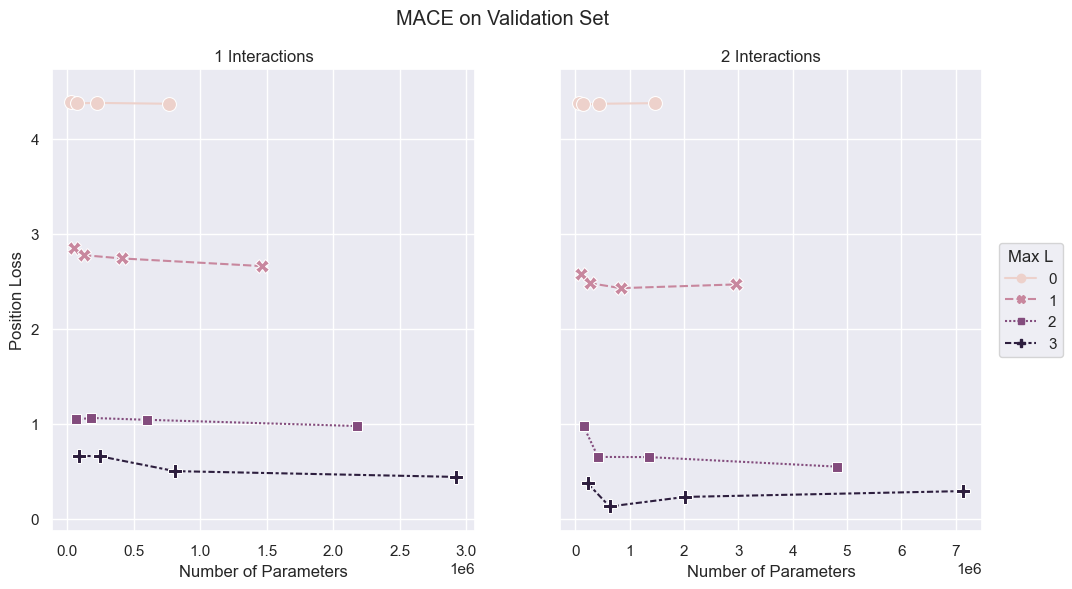 MACE on Validation Set
1 Interactions
2 Interactions
Position Loss
4
3
2
1
0
0.0 0.5 1.0 1.5 2.0 2.5 3.0
1e6
Number of Parameters
0 1 2 3 4 5 6 7
1e6
Number of Parameters
Max L
0
1
2
3